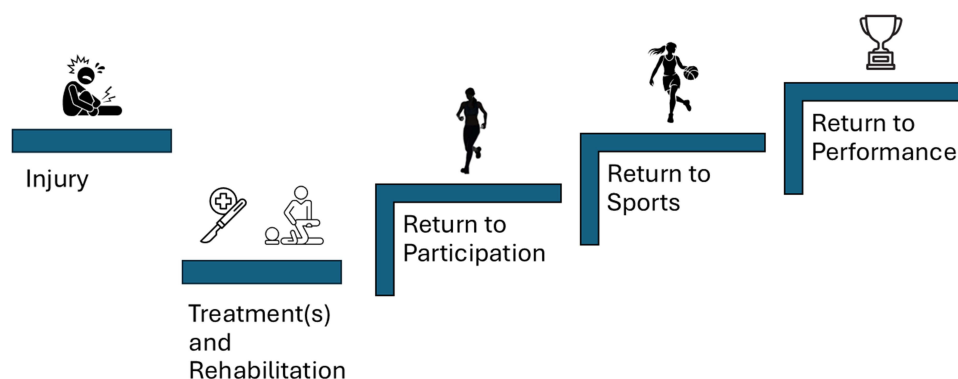 Injury
Treatment(s)
and
Rehabilitation
Return to
Participation
Return to
Sports
Return to
Performance